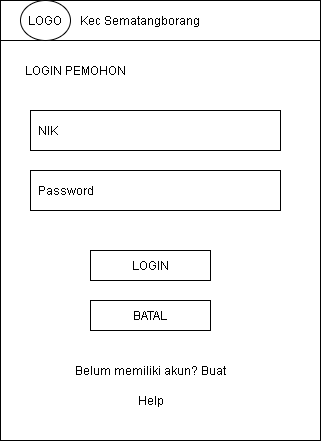 LOGO Kec Sematangborang
LOGIN PEMOHON
NIK
Password
LOGIN
BATAL
Belum memiliki akun? Buat
Help